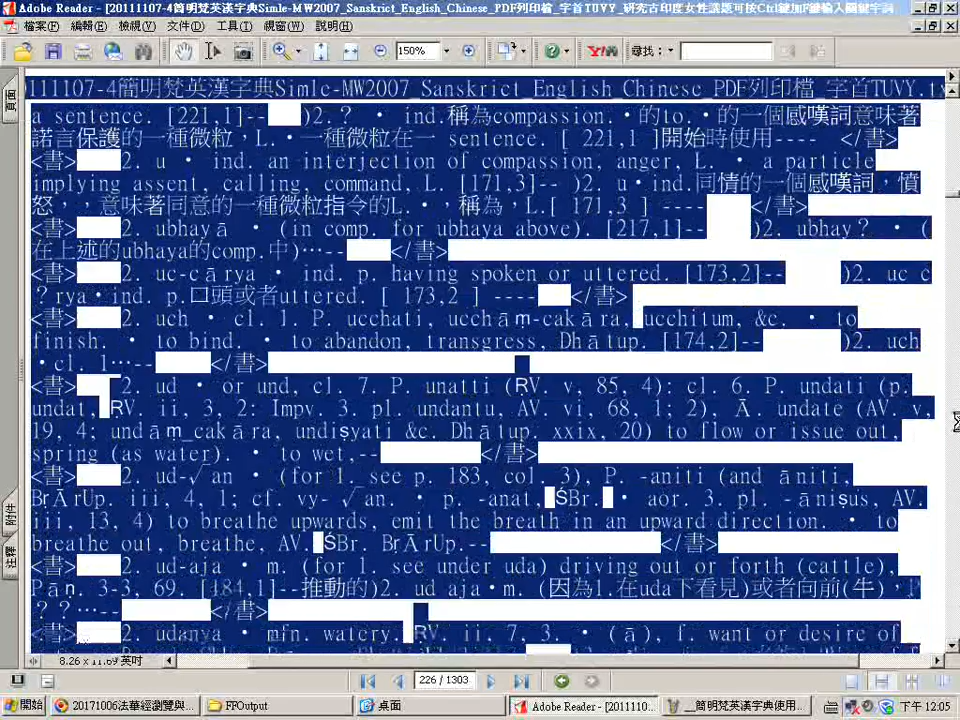 Adobe Reader - [20111107-4簡明梵英漢字典Simle-MW2007_Sanskrit_English_Chinese_PDF列印檔_字首TUVY_研究古印度女性議題可按Ctrl鍵加F鍵輸入關鍵字詞
檔案(F) 編輯(E) 檢視(V) 文件(D) 工具(T) 視窗(W) 說明(H)
150% Y! 尋找:
111107-4簡明梵英漢字典Simle-MW2007_Sanskrit_English_Chinese_PDF列印檔_字首TUVY.t
a sentence. [221,1]-- )2.?‧ ind.稱為compassion.‧的to.‧的一個感嘆詞意味著
諾言保護的一種微粒，L.‧一種微粒在一 sentence.[ 221,1 ]開始時使用---- </書>
<書> 2. u ‧ ind. an interjection of compassion, anger, L. ‧ a particle
implying assent, calling, command, L. [171,3]-- )2. u‧ind.同情的一個感嘆詞，憤
怒，，意味著同意的一種微粒指令的L.‧，稱為，L.[ 171,3 ] ---- </書>
<書> 2. ubhayā ‧ (in comp. for ubhaya above). [217,1]-- )2. ubhay?‧(
在上述的ubhaya的comp.中)…-- </書>
<書> 2. uc-cārya ‧ ind. p. having spoken or uttered. [173,2]-- )2. uc c
?rya‧ind. p.口頭或者uttered. [ 173,2 ] ---- </書>
<書> 2. uch ‧ cl. 1. P. ucchati, ucchāṃ-cakāra, ucchitum, &c. ‧ to
finish. ‧ to bind. ‧ to abandon, transgress, Dhātup. [174,2]-- )2. uch
‧cl. 1…-- </書>
<書> 2. ud ‧ or und, cl. 7. P. unatti (ṚV. v, 85, 4): cl. 6. P. undati (p.
undat, ṚV. ii, 3, 2: Impv. 3. pl. undantu, AV. vi, 68, 1; 2), Ā. undate (AV. v,
19, 4; undāṃ_cakāra, undiṣyati &c. Dhātup. xxix, 20) to flow or issue out,
spring (as water). ‧ to wet,-- </書>
<書> 2. ud-√an ‧ (for 1. see p. 183, col. 3), P. -aniti (and āniti,
BṛĀrUp. iii, 4, 1; cf. vy- √an. ‧ p. -anat, ŚBr. ‧ aor. 3. pl. -āniṣus, AV.
iii, 13, 4) to breathe upwards, emit the breath in an upward direction. ‧ to
breathe out, breathe, AV. ŚBr. BṛĀrUp.-- </書>
<書> 2. ud-aja ‧ m. (for 1. see under uda) driving out or forth (cattle),
Pāṇ. 3-3, 69. [184,1]--推動的)2. ud aja‧m. (因為1.在uda下看見)或者向前(牛)，
??…-- </書>
<書> 2. udanya ‧ mfn. watery. ṚV. ii, 7, 3. ‧ (ā), f. want or desire of
8.26 x 11.69 英吋
226 / 1303
頁面
附件
註釋
開始 20171006法華經瀏覽與... FFOutput 桌面 Adobe Reader - [201110... __簡明梵英字典使用... 下午 12:05